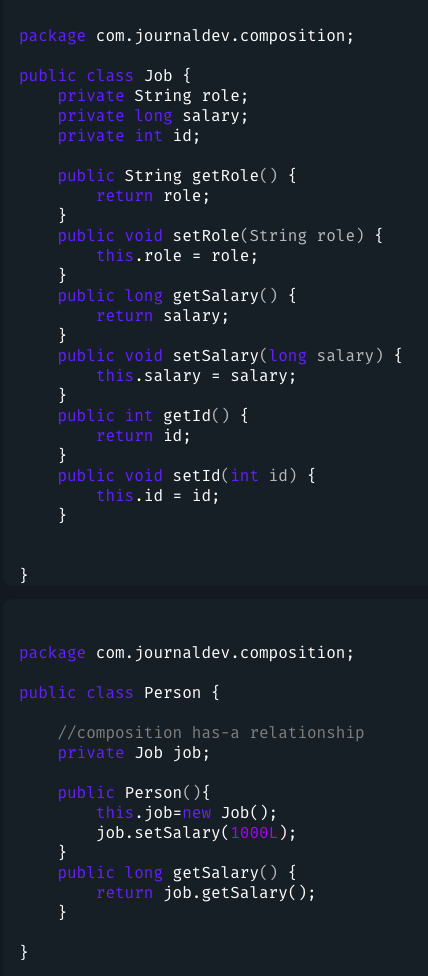 package com.journaldev.composition;
public class Job {
    private String role;
    private long salary;
    private int id;
    public String getRole() {
        return role;
    }
    public void setRole(String role) {
        this.role = role;
    }
    public long getSalary() {
        return salary;
    }
    public void setSalary(long salary) {
        this.salary = salary;
    }
    public int getId() {
        return id;
    }
    public void setId(int id) {
        this.id = id;
    }
}
package com.journaldev.composition;
public class Person {
    //composition has-a relationship
    private Job job;
    public Person(){
        this.job=new Job();
        job.setSalary(1000L);
    }
    public long getSalary() {
        return job.getSalary();
    }
}